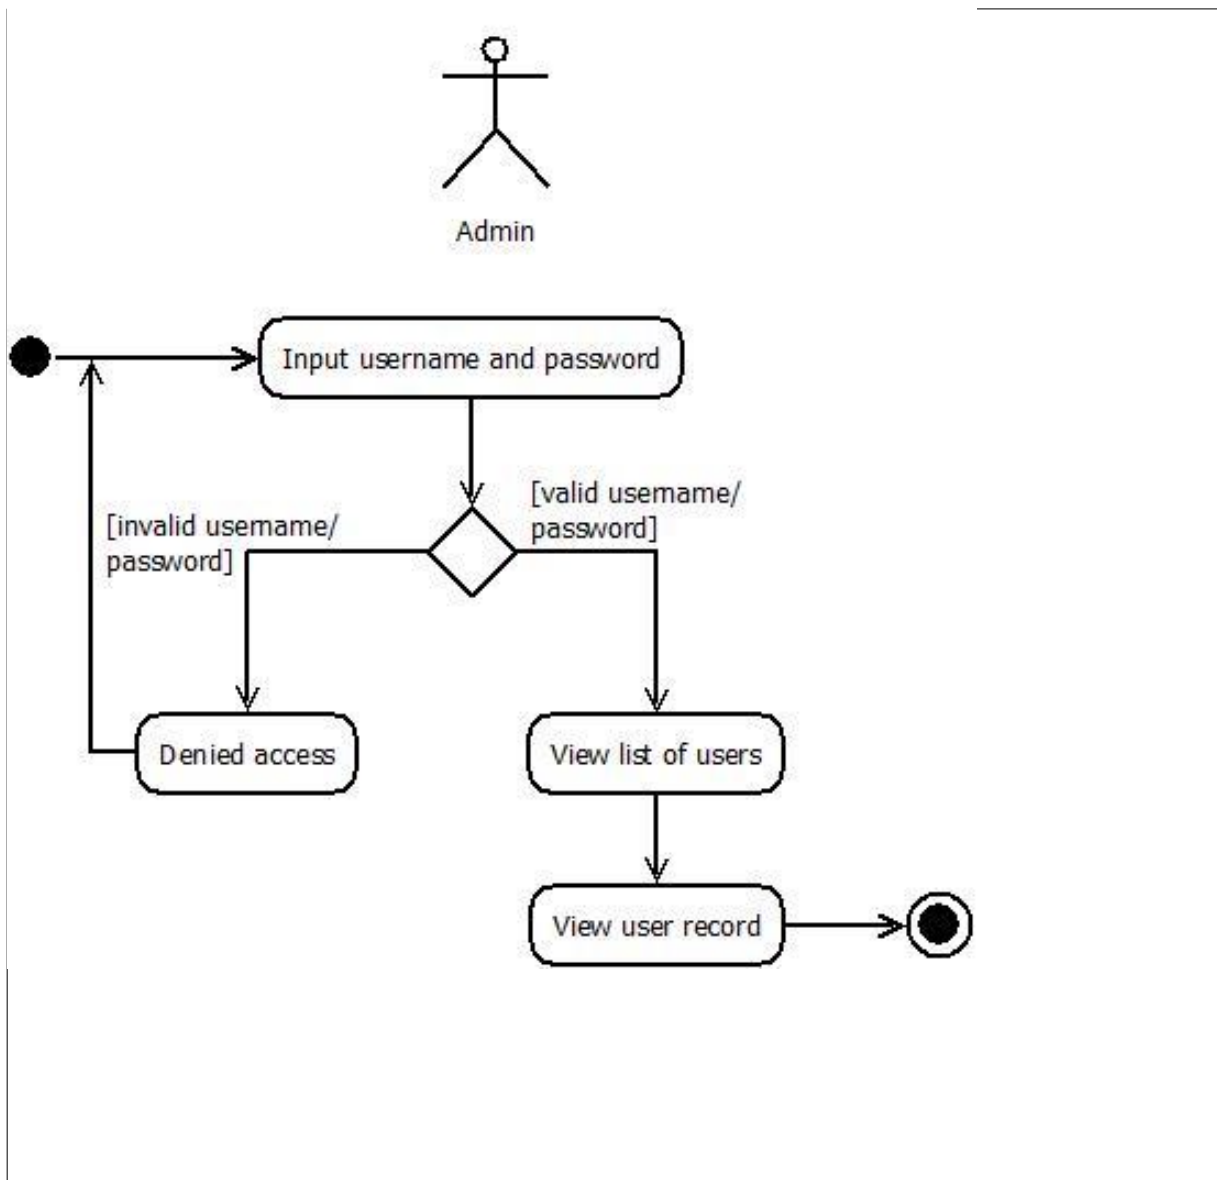 Admin
Input username and password
[valid username/
password]
[invalid username/
password]
Denied access
View list of users
View user record